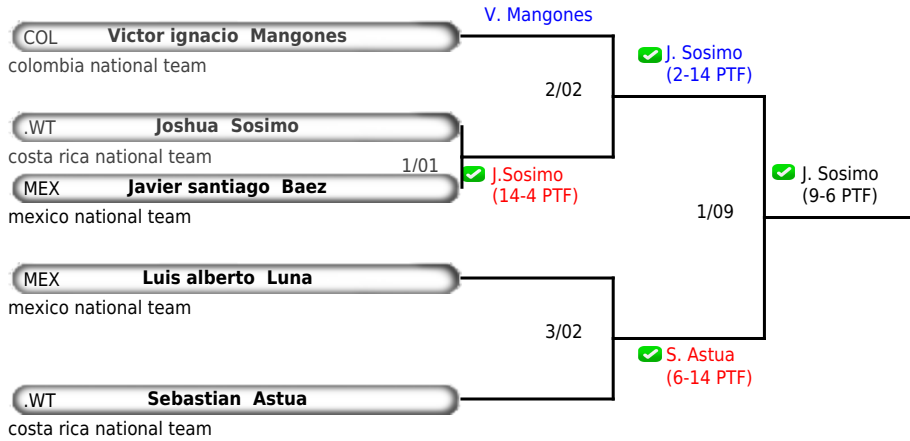 V. Mangones
COL Victor ignacio Mangones
colombia national team
J. Sosimo
(2-14 PTF)
2/02
.WT Joshua Sosimo
costa rica national team
1/01
MEX Javier santiago Baez
mexico national team
J.Sosimo
(14-4 PTF)
J. Sosimo
(9-6 PTF)
1/09
MEX Luis alberto Luna
mexico national team
3/02
S. Astua
(6-14 PTF)
.WT Sebastian Astua
costa rica national team